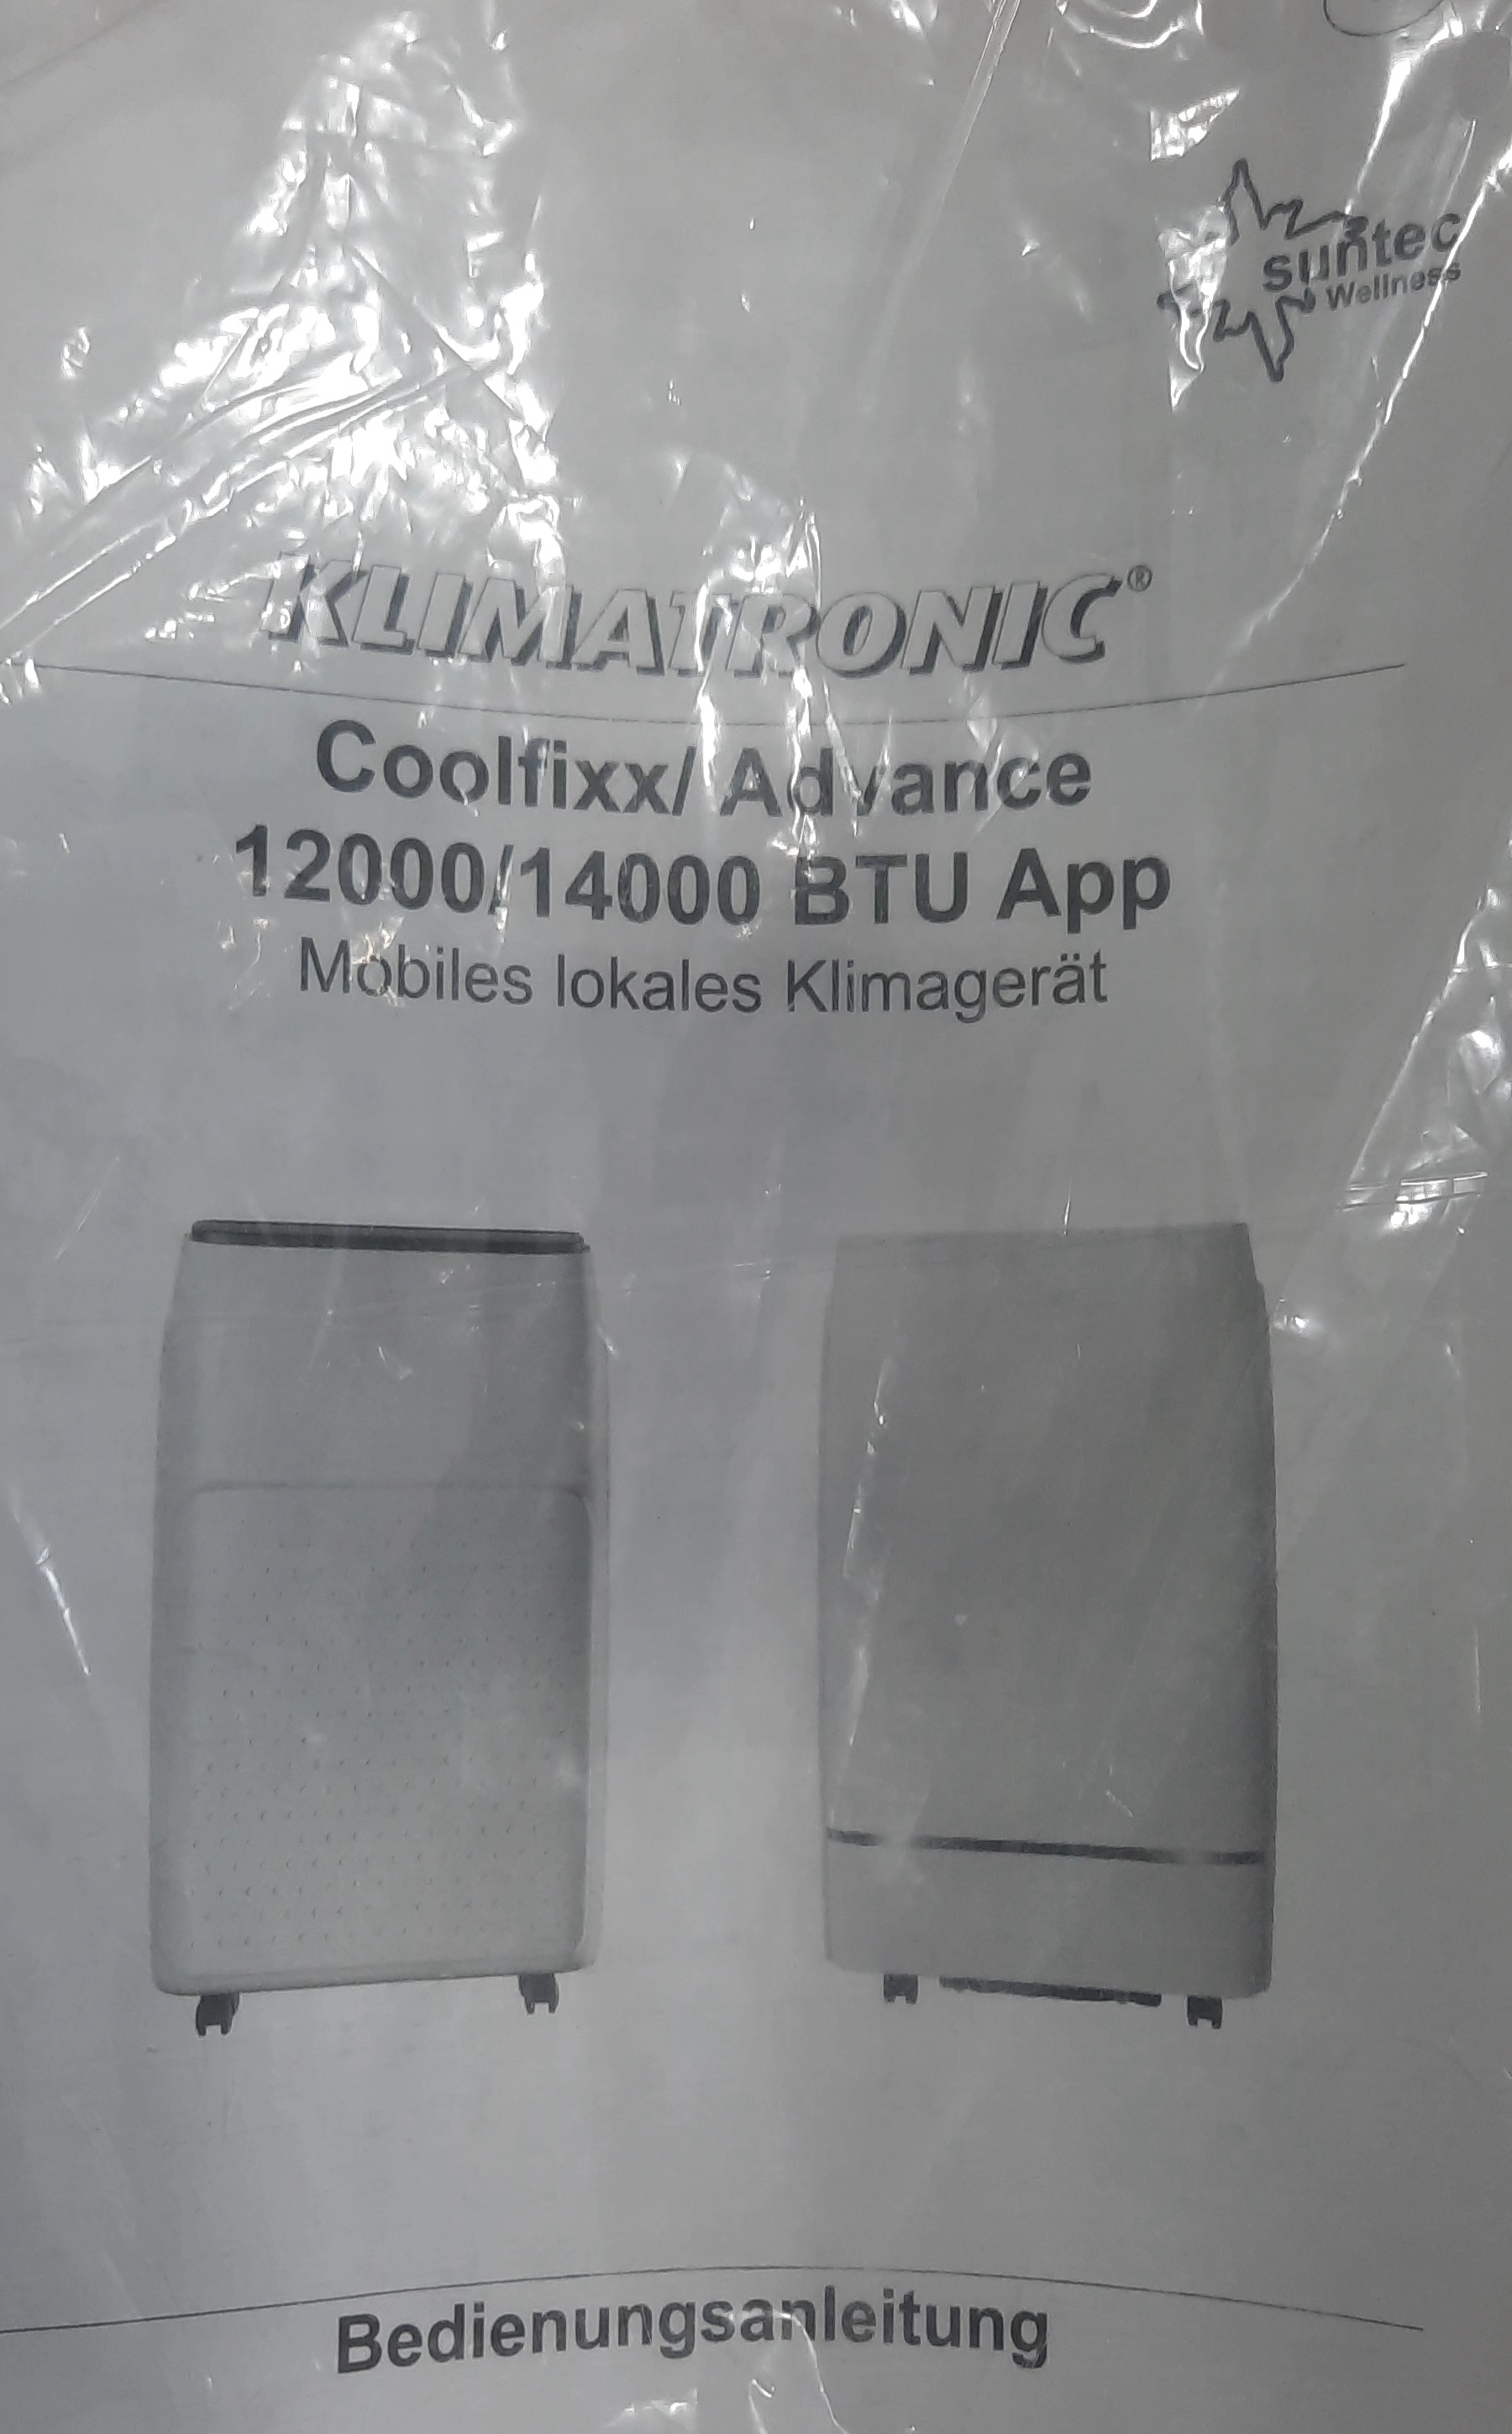 suntec
Wellness
KLIMATRONIC®
Coolfixx/ Advance
12000/14000 BTU App
Mobiles lokales Klimagerät
Bedienungsanleitung